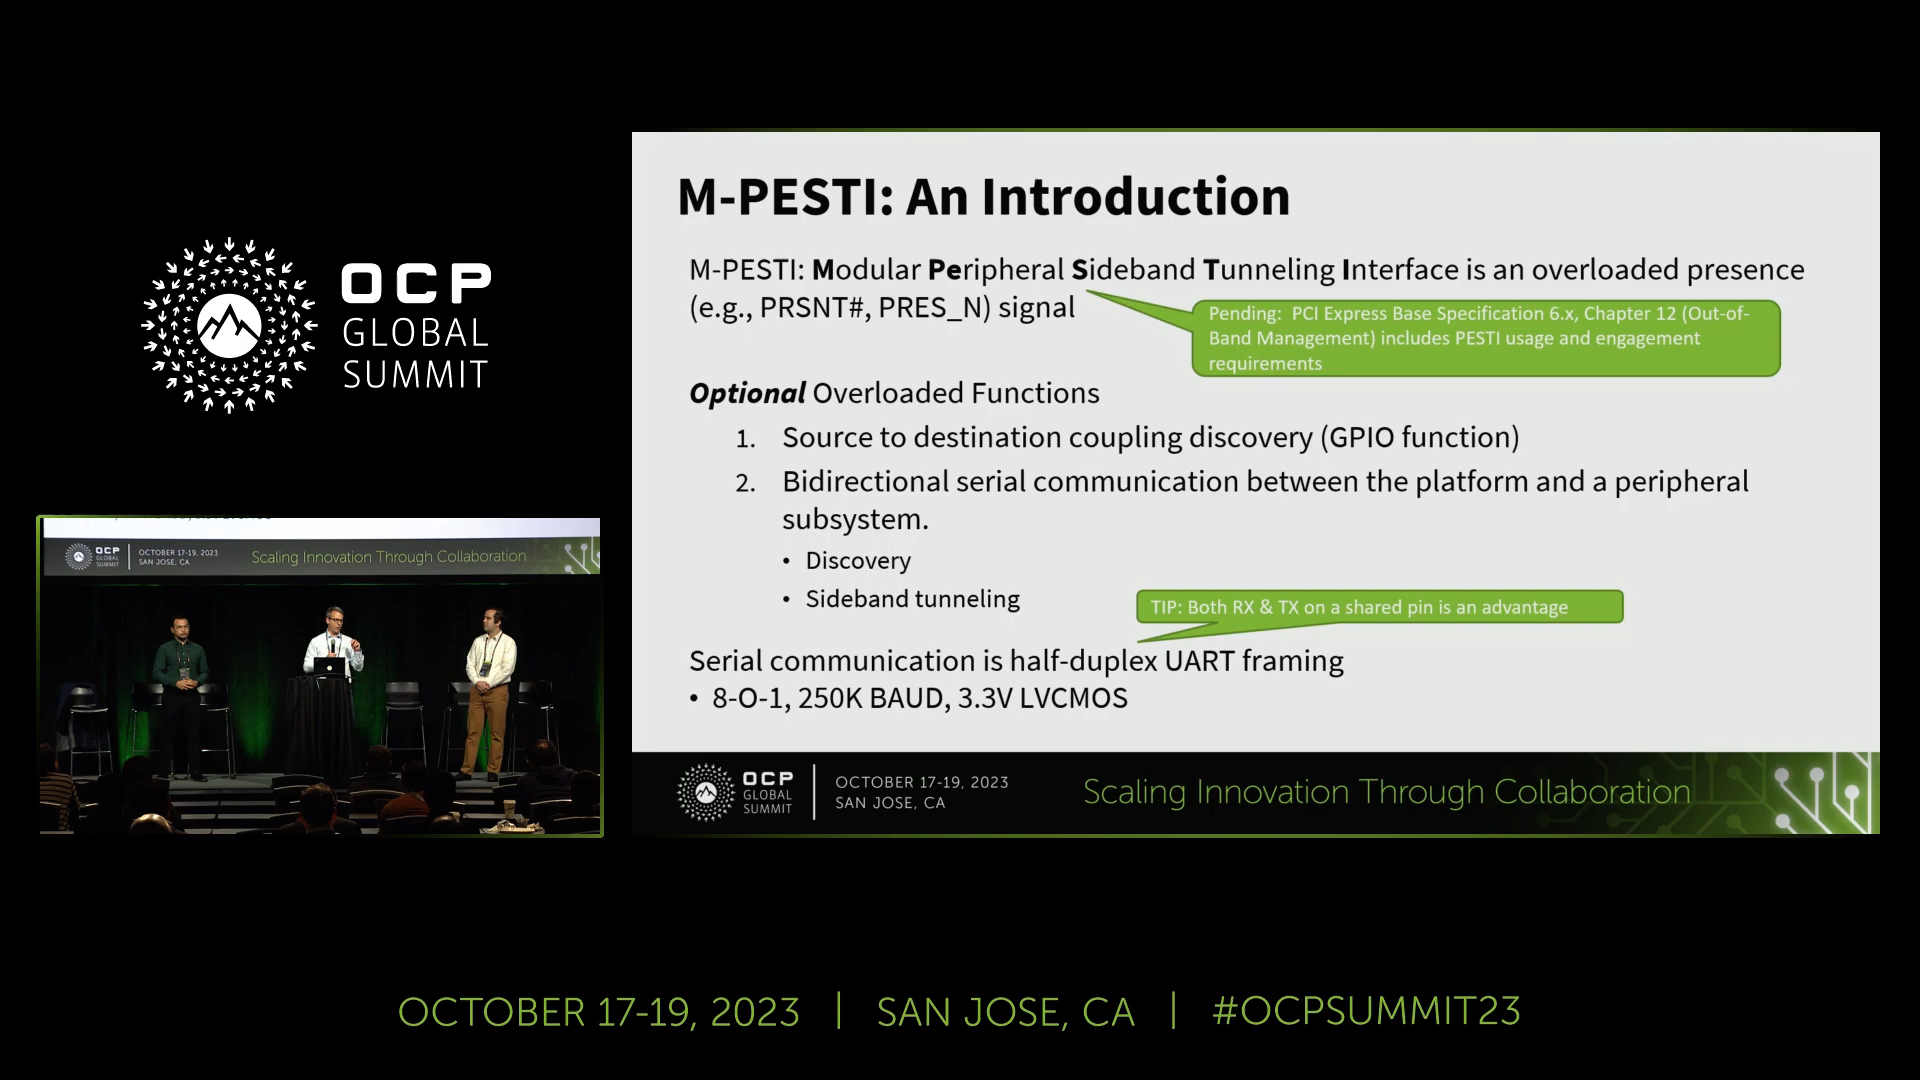 OCP
GLOBAL
SUMMIT
M-PESTI: An Introduction
M-PESTI: Modular Peripheral Sideband Tunneling Interface is an overloaded presence
(e.g., PRSNT#, PRES_N) signal
Pending: PCI Express Base Specification 6.x, Chapter 12 (Out-of-
Band Management) includes PESTI usage and engagement
requirements
Optional Overloaded Functions
1. Source to destination coupling discovery (GPIO function)
2. Bidirectional serial communication between the platform and a peripheral
subsystem.
• Discovery
• Sideband tunneling
TIP: Both RX & TX on a shared pin is an advantage
Serial communication is half-duplex UART framing
• 8-O-1, 250K BAUD, 3.3V LVCMOS
OCP
GLOBAL
SUMMIT
OCTOBER 17-19, 2023
SAN JOSE, CA
Scaling Innovation Through Collaboration
OCP
GLOBAL
SUMMIT
OCTOBER 17-19, 2023
SAN JOSE, CA
Scaling Innovation Through Collaboration
OCTOBER 17-19, 2023 | SAN JOSE, CA | #OCPSUMMIT23